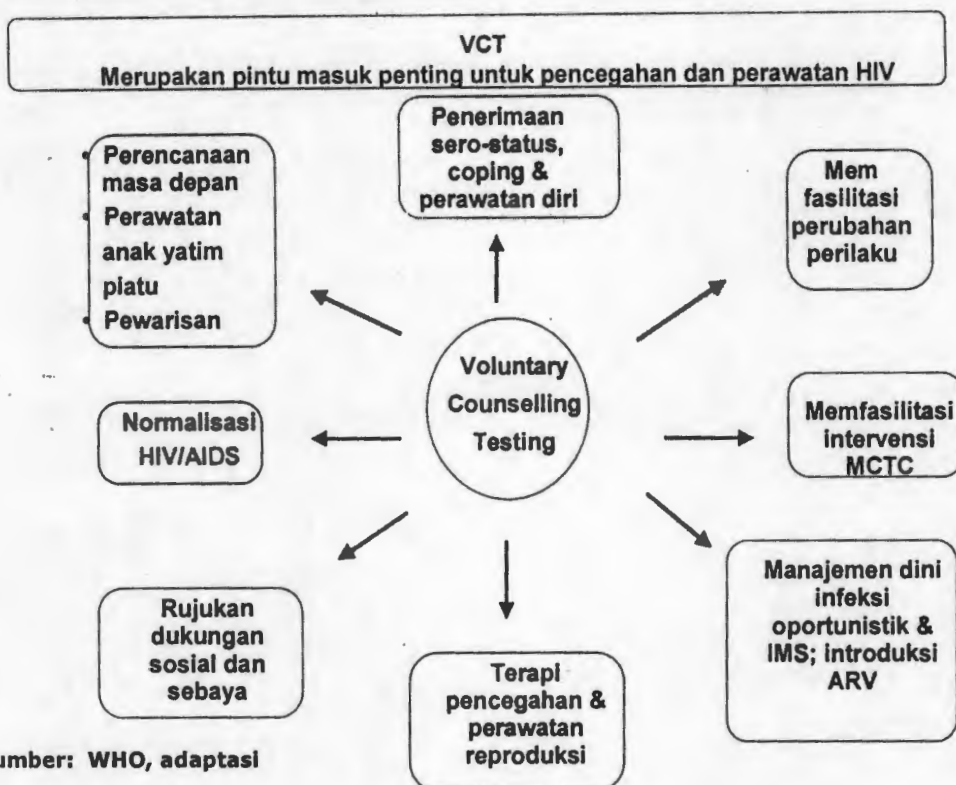 VCT
Merupakan pintu masuk penting untuk pencegahan dan perawatan HIV
• Perencanaan
masa depan
• Perawatan
anak yatim
piatu
• Pewarisan
Penerimaan
sero-status,
coping &
perawatan diri
Mem
fasilitasi
perubahan
perilaku
Voluntary
Counselling
Testing
Normalisasi
HIV/AIDS
Memfasilitasi
intervensi
MCTC
Rujukan
dukungan
sosial dan
sebaya
Terapi
pencegahan &
perawatan
reproduksi
Manajemen dini
infeksi
oportunistik &
IMS; introduksi
ARV
umber: WHO, adaptasi